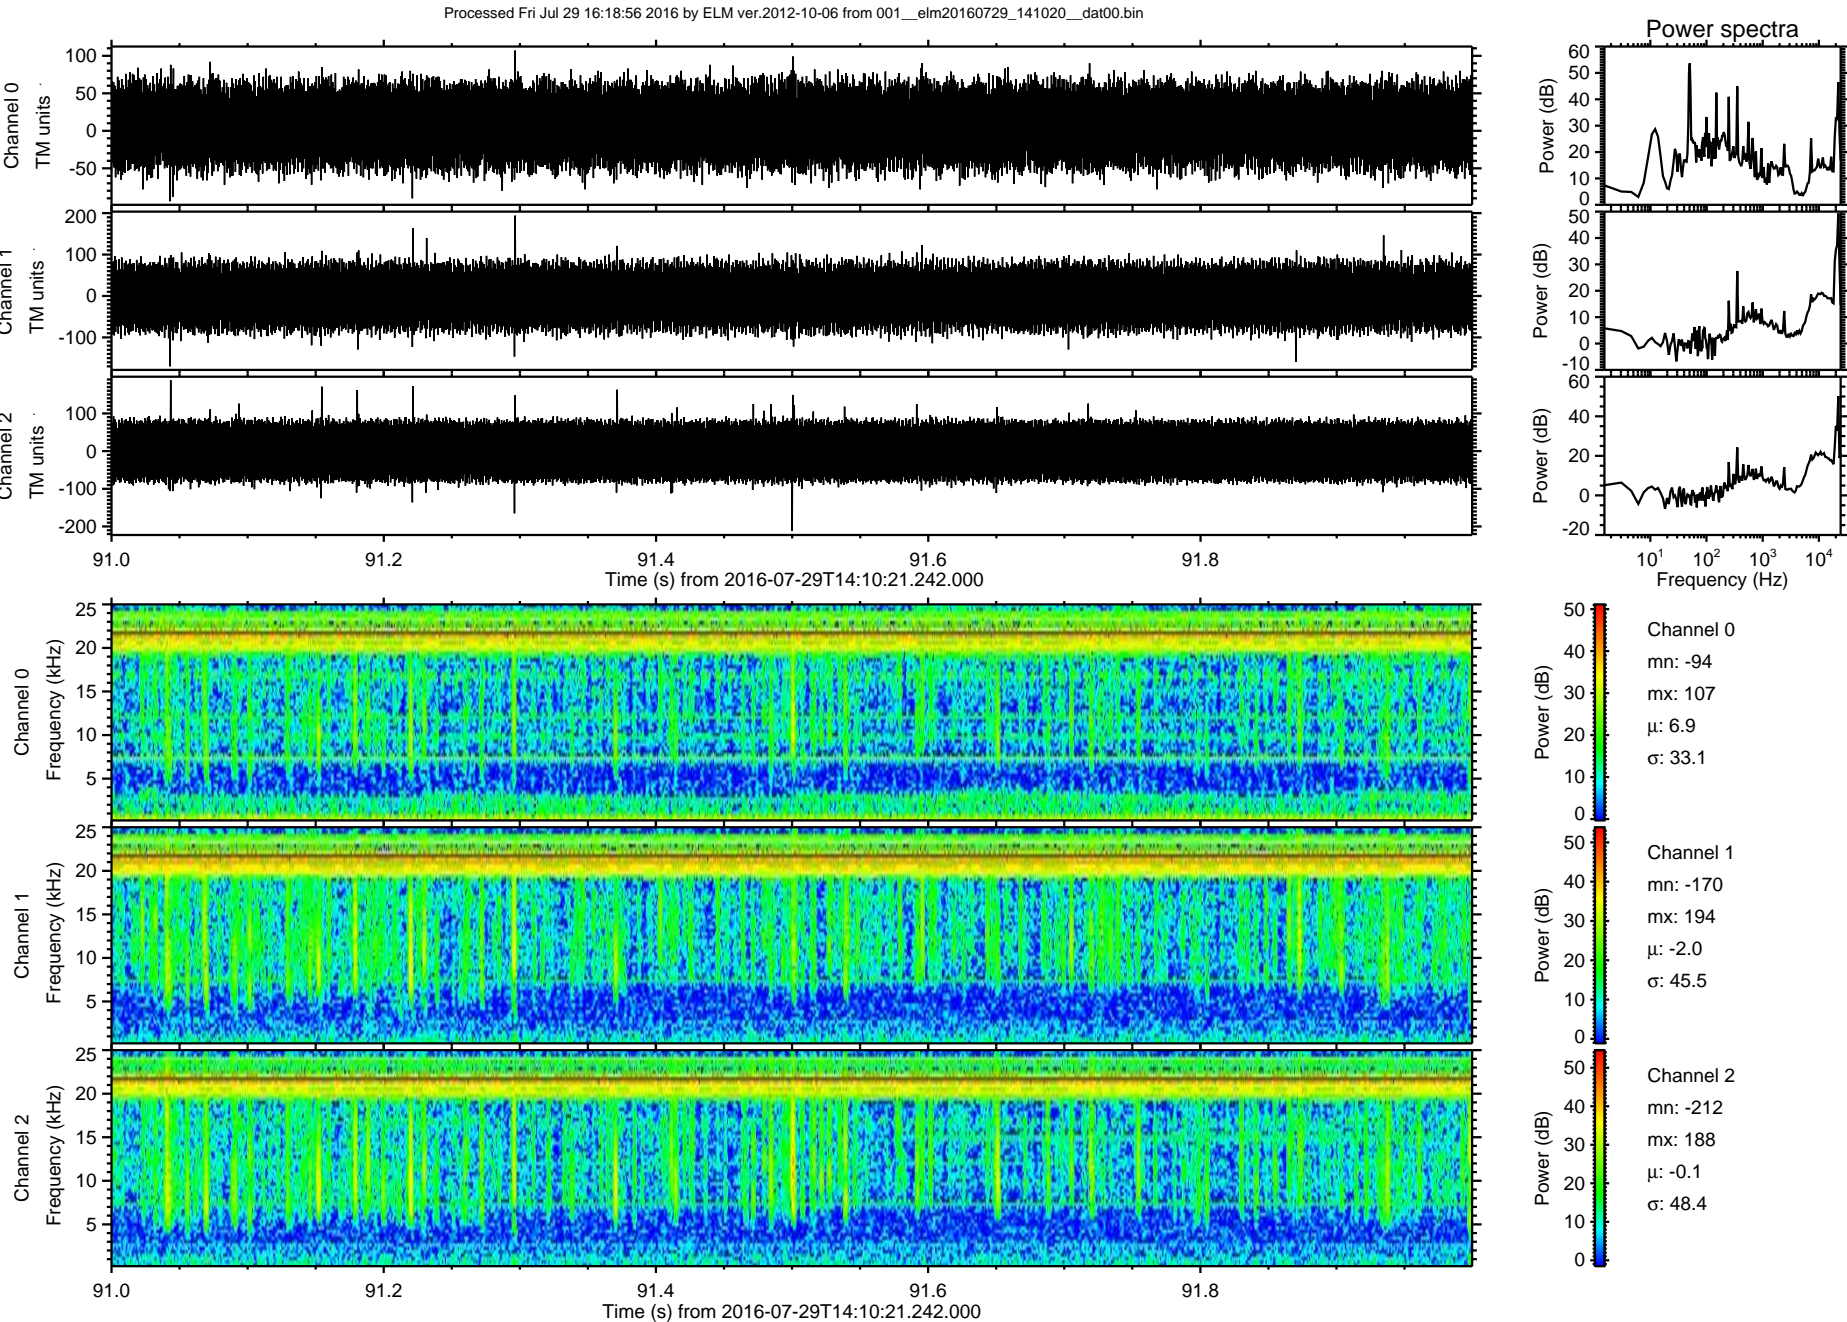 Processed Fri Jul 29 16:18:56 2016 by ELM ver.2012-10-06 from 001__elm20160729_141020__dat00.bin
Power spectra
Channel 0
TM units
100
50
0
-50
Power (dB)
60
50
40
30
20
10
0
Channel 1
TM units
200
100
0
-100
Power (dB)
50
40
30
20
10
0
-10
Channel 2
TM units
100
0
-100
-200
Power (dB)
60
40
20
0
-20
91.0 91.2 91.4 91.6 91.8
Time (s) from 2016-07-29T14:10:21.242.000
10¹ 10² 10³ 10⁴
Frequency (Hz)
Channel 0
Frequency (kHz)
25
20
15
10
5
Power (dB)
50
40
30
20
10
0
Channel 0
mn: -94
mx: 107
μ: 6.9
σ: 33.1
Channel 1
Frequency (kHz)
25
20
15
10
5
Power (dB)
50
40
30
20
10
0
Channel 1
mn: -170
mx: 194
μ: -2.0
σ: 45.5
Channel 2
Frequency (kHz)
25
20
15
10
5
Power (dB)
50
40
30
20
10
0
Channel 2
mn: -212
mx: 188
μ: -0.1
σ: 48.4
91.0 91.2 91.4 91.6 91.8
Time (s) from 2016-07-29T14:10:21.242.000